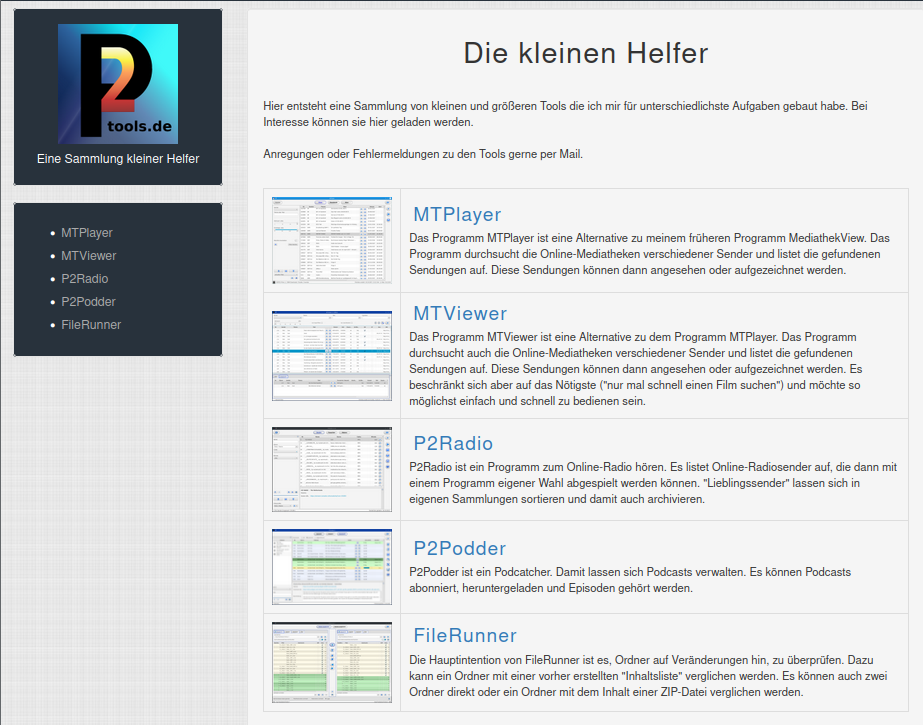 P2
tools.de
Eine Sammlung kleiner Helfer
MTPlayer
MTViewer
P2Radio
P2Podder
FileRunner
Die kleinen Helfer
Hier entsteht eine Sammlung von kleinen und größeren Tools die ich mir für unterschiedlichste Aufgaben gebaut habe. Bei
Interesse können sie hier geladen werden.
Anregungen oder Fehlermeldungen zu den Tools gerne per Mail.
MTPlayer
Das Programm MTPlayer ist eine Alternative zu meinem früheren Programm MediathekView. Das
Programm durchsucht die Online-Mediatheken verschiedener Sender und listet die gefundenen
Sendungen auf. Diese Sendungen können dann angesehen oder aufgezeichnet werden.
MTViewer
Das Programm MTViewer ist eine Alternative zu dem Programm MTPlayer. Das Programm
durchsucht auch die Online-Mediatheken verschiedener Sender und listet die gefundenen
Sendungen auf. Diese Sendungen können dann angesehen oder aufgezeichnet werden. Es
beschränkt sich aber auf das Nötigste ("nur mal schnell einen Film suchen") und möchte so
möglichst einfach und schnell zu bedienen sein.
P2Radio
P2Radio ist ein Programm zum Online-Radio hören. Es listet Online-Radiosender auf, die dann mit
einem Programm eigener Wahl abgespielt werden können. "Lieblingssender" lassen sich in
eigenen Sammlungen sortieren und damit auch archivieren.
P2Podder
P2Podder ist ein Podcatcher. Damit lassen sich Podcasts verwalten. Es können Podcasts
abonniert, heruntergeladen und Episoden gehört werden.
FileRunner
Die Hauptintention von FileRunner ist es, Ordner auf Veränderungen hin, zu überprüfen. Dazu
kann ein Ordner mit einer vorher erstellten "Inhaltsliste" verglichen werden. Es können auch zwei
Ordner direkt oder ein Ordner mit dem Inhalt einer ZIP-Datei verglichen werden.